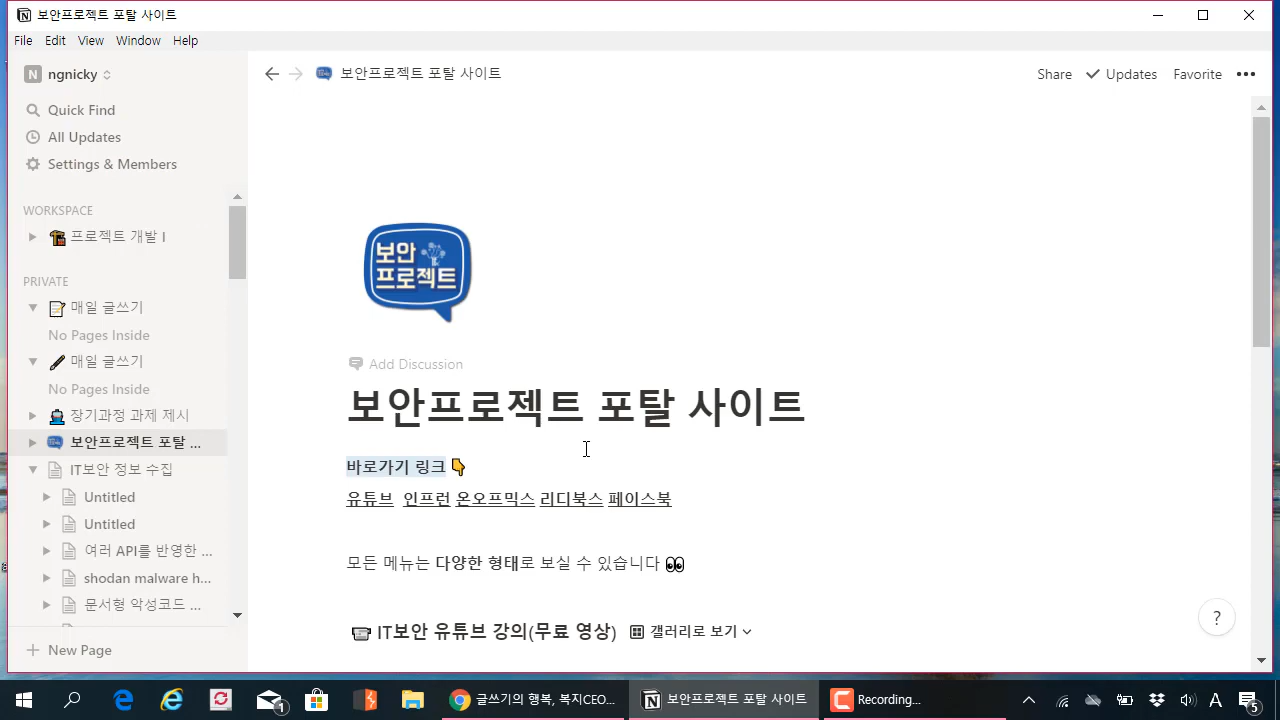 보안프로젝트 포탈 사이트
File Edit View Window Help
N ngnicky
보안프로젝트 포탈 사이트
Share Updates Favorite
Quick Find
All Updates
Settings & Members
WORKSPACE
프로젝트 개발 I
PRIVATE
매일 글쓰기
No Pages Inside
매일 글쓰기
No Pages Inside
장기과정 과제 제시
보안프로젝트 포탈 ...
IT보안 정보 수집
Untitled
Untitled
여러 API를 반영한 ...
shodan malware h...
문서형 악성코드 ...
New Page
보안
프로젝트
Add Discussion
보안프로젝트 포탈 사이트
바로가기 링크
유튜브 인프런 온오프믹스 리디북스 페이스북
모든 메뉴는 다양한 형태로 보실 수 있습니다
IT보안 유튜브 강의(무료 영상) 갤러리로 보기
?
1
글쓰기의 행복, 복지CEO...
보안프로젝트 포탈 사이트
Recording...
A
5